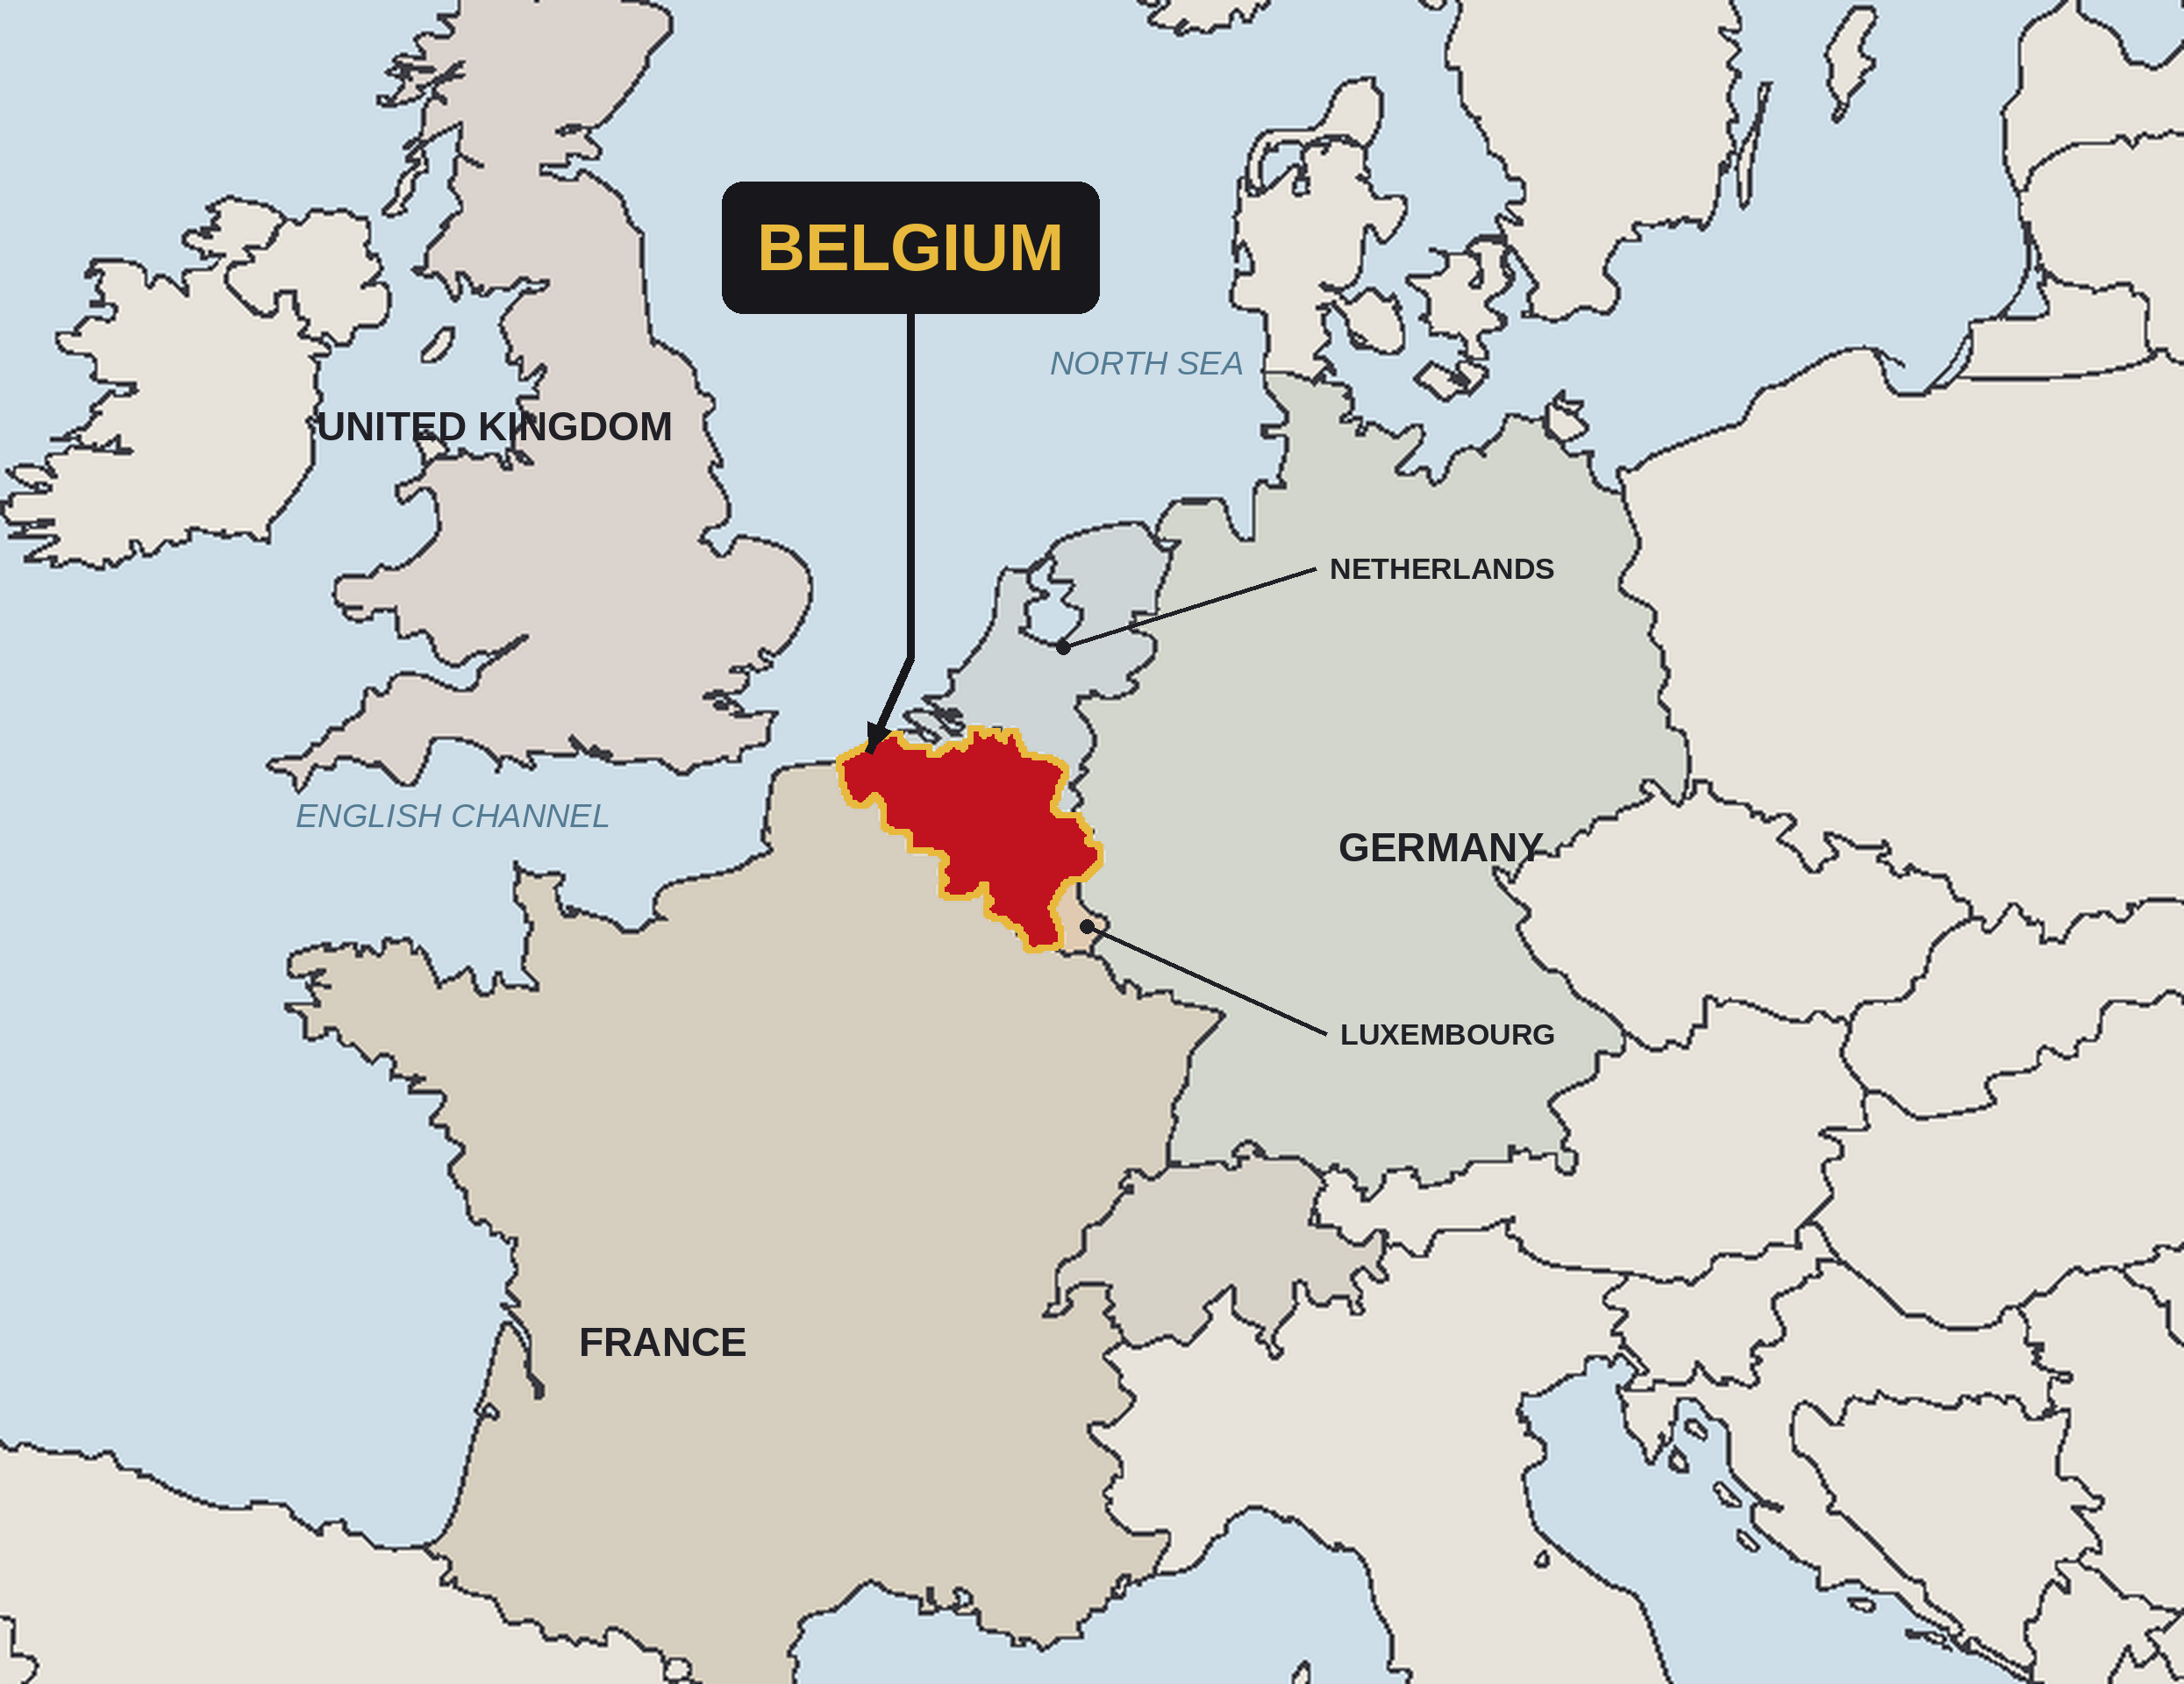 BELGIUM
NORTH SEA
UNITED KINGDOM
NETHERLANDS
ENGLISH CHANNEL
GERMANY
LUXEMBOURG
FRANCE